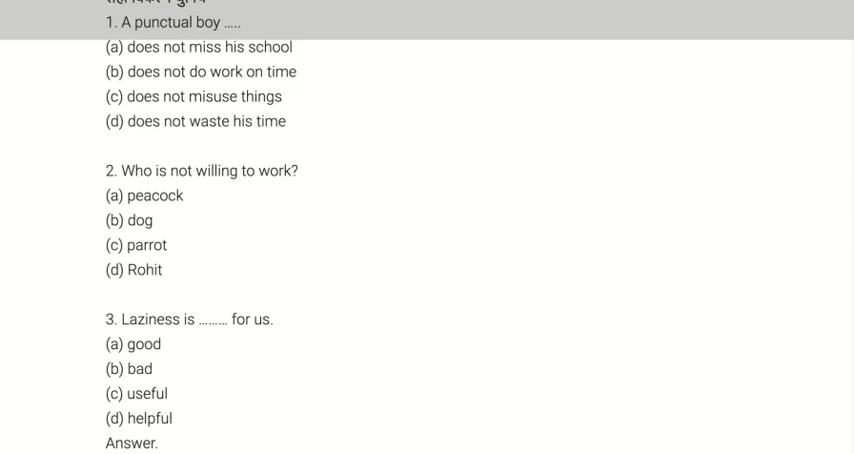 1. A punctual boy .....
(a) does not miss his school
(b) does not do work on time
(c) does not misuse things
(d) does not waste his time
2. Who is not willing to work?
(a) peacock
(b) dog
(c) parrot
(d) Rohit
3. Laziness is ......... for us.
(a) good
(b) bad
(c) useful
(d) helpful
Answer.